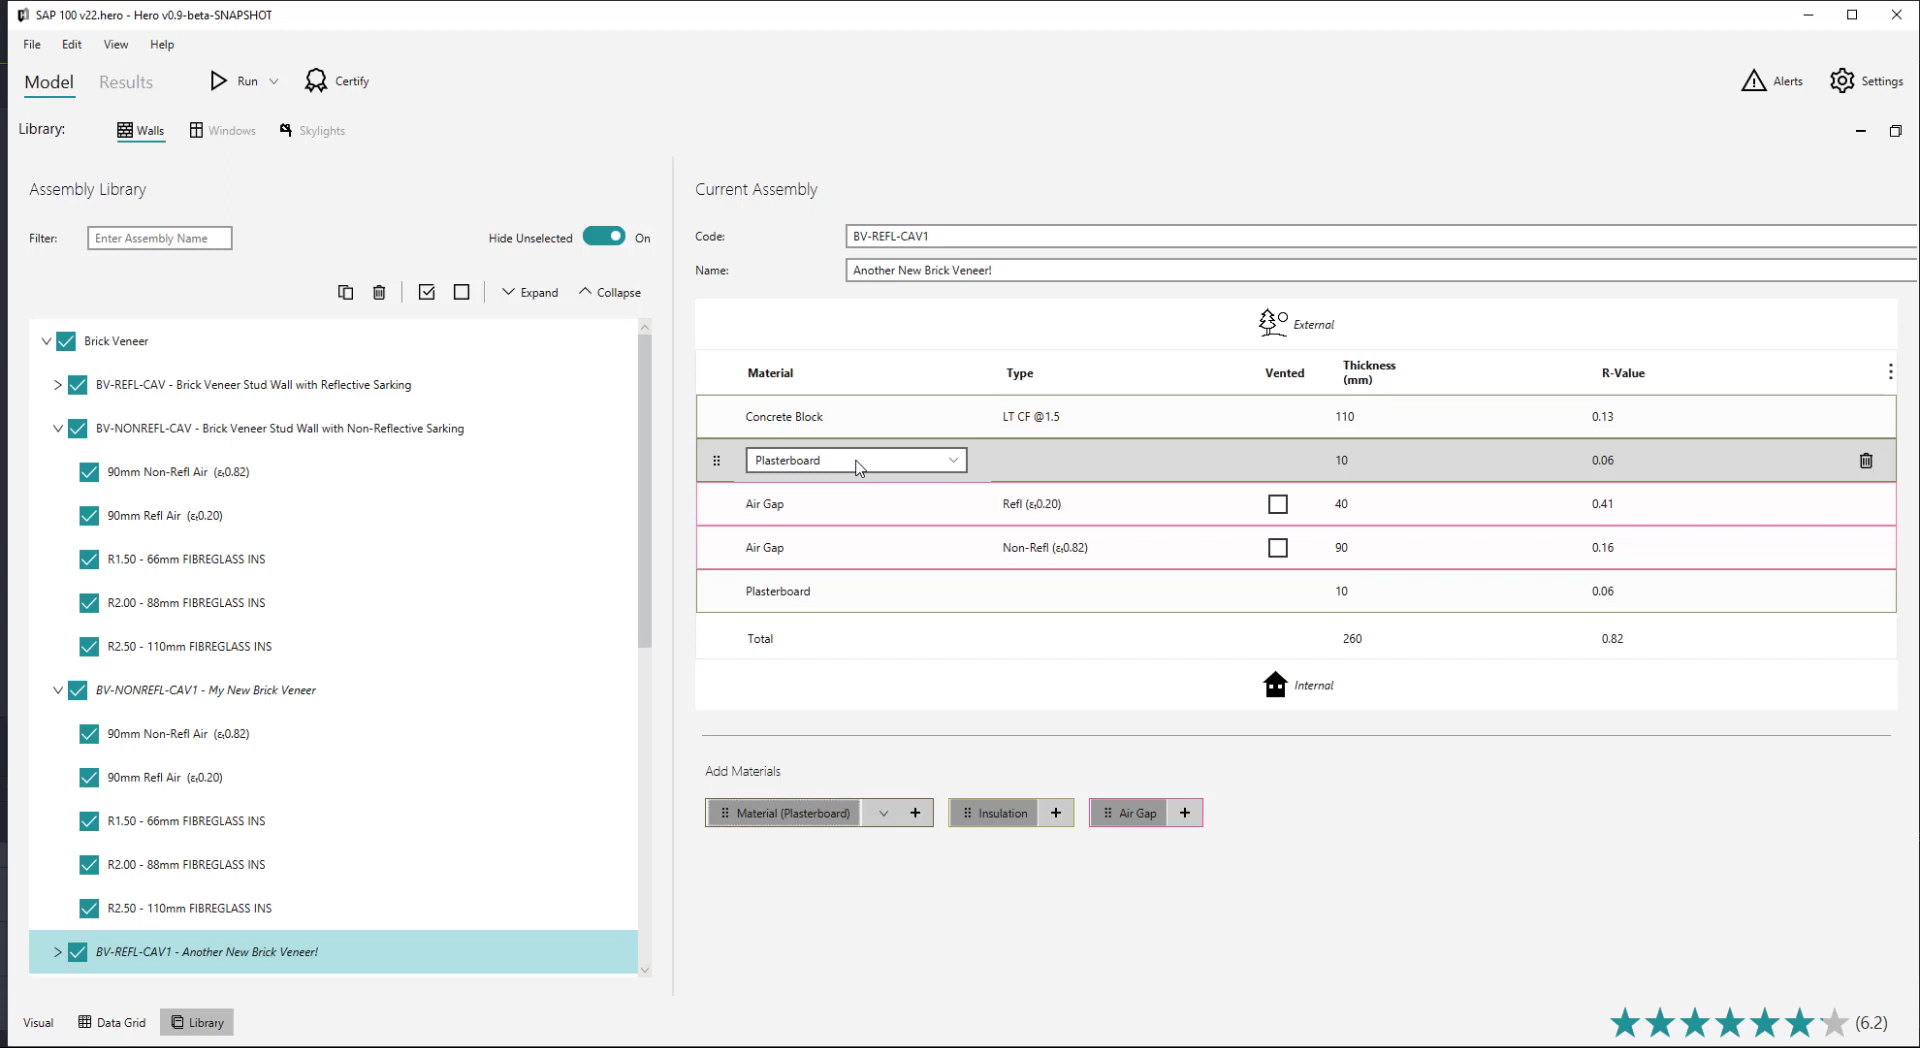 SAP 100 v22.hero - Hero v0.9-beta-SNAPSHOT
File Edit View Help
Model Results Run Certify Alerts Settings
Library: Walls Windows Skylights
Assembly Library
Filter: Enter Assembly Name Hide Unselected On
Expand Collapse
Brick Veneer
BV-REFL-CAV - Brick Veneer Stud Wall with Reflective Sarking
BV-NONREFL-CAV - Brick Veneer Stud Wall with Non-Reflective Sarking
90mm Non-Refl Air (εₜ0.82)
90mm Refl Air (εₜ0.20)
R1.50 - 66mm FIBREGLASS INS
R2.00 - 88mm FIBREGLASS INS
R2.50 - 110mm FIBREGLASS INS
BV-NONREFL-CAV1 - My New Brick Veneer
90mm Non-Refl Air (εₜ0.82)
90mm Refl Air (εₜ0.20)
R1.50 - 66mm FIBREGLASS INS
R2.00 - 88mm FIBREGLASS INS
R2.50 - 110mm FIBREGLASS INS
BV-REFL-CAV1 - Another New Brick Veneer!
Current Assembly
Code: BV-REFL-CAV1
Name: Another New Brick Veneer!
External
Material Type Vented Thickness (mm) R-Value
Concrete Block LT CF @1.5 110 0.13
Plasterboard 10 0.06
Air Gap Refl (εₜ0.20) 40 0.41
Air Gap Non-Refl (εₜ0.82) 90 0.16
Plasterboard 10 0.06
Total 260 0.82
Internal
Add Materials
Material (Plasterboard) + Insulation + Air Gap +
Visual Data Grid Library (6.2)